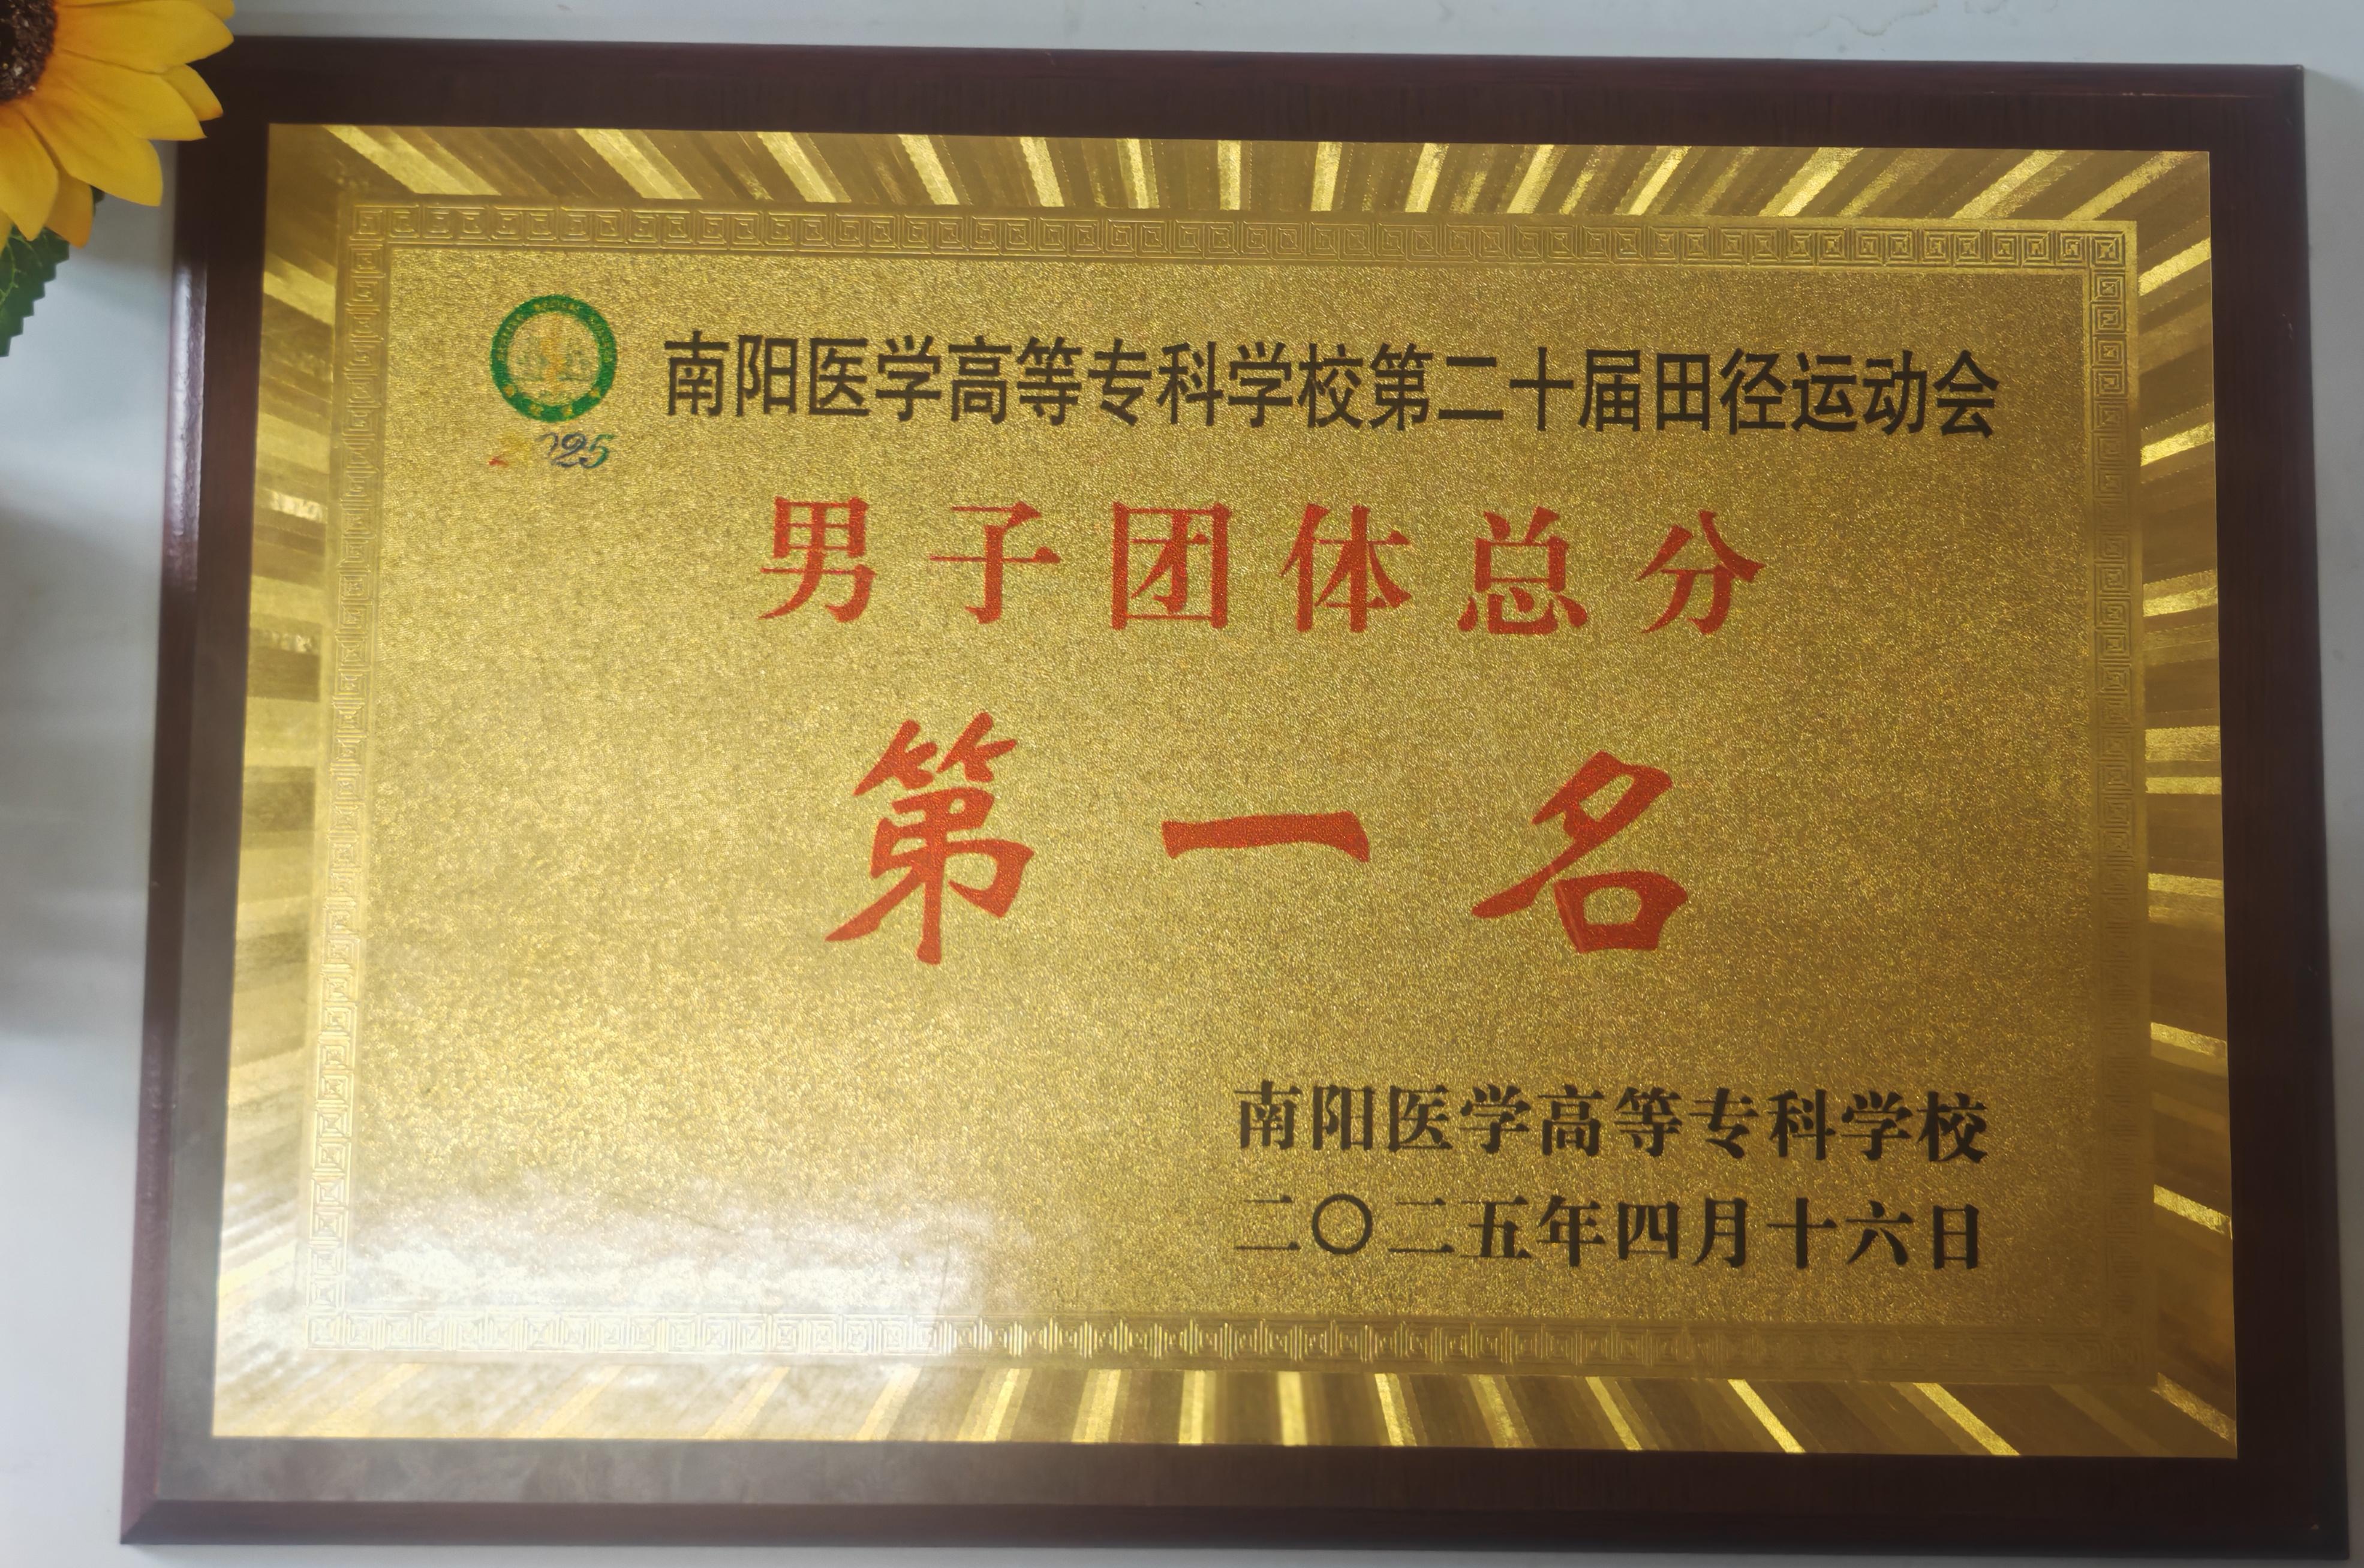 南阳医学高等专科学校第二十届田径运动会
2025
男子团体总分
第一名
南阳医学高等专科学校
二〇二五年四月十六日